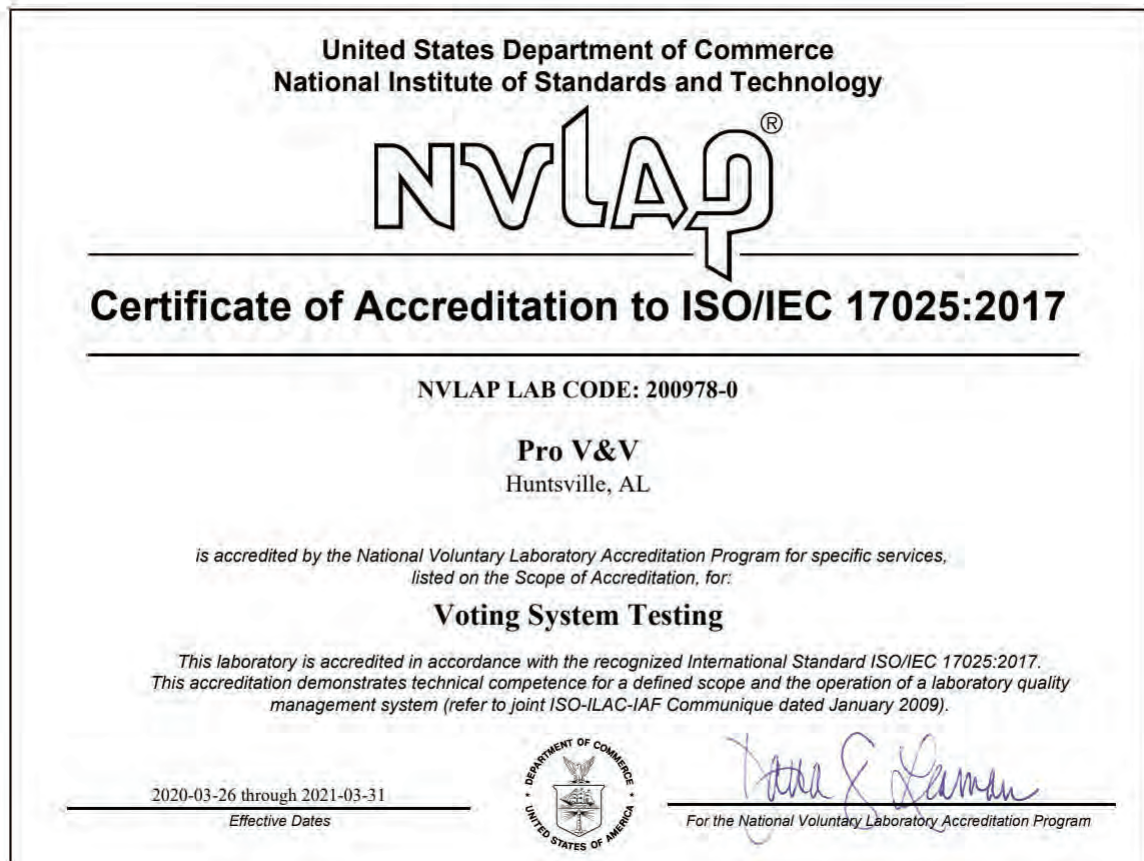 United States Department of Commerce
National Institute of Standards and Technology
NVLAP®
Certificate of Accreditation to ISO/IEC 17025:2017
NVLAP LAB CODE: 200978-0
Pro V&V
Huntsville, AL
is accredited by the National Voluntary Laboratory Accreditation Program for specific services,
listed on the Scope of Accreditation, for:
Voting System Testing
This laboratory is accredited in accordance with the recognized International Standard ISO/IEC 17025:2017.
This accreditation demonstrates technical competence for a defined scope and the operation of a laboratory quality
management system (refer to joint ISO-ILAC-IAF Communique dated January 2009).
2020-03-26 through 2021-03-31
Effective Dates
DEPARTMENT OF COMMERCE
UNITED STATES OF AMERICA
For the National Voluntary Laboratory Accreditation Program